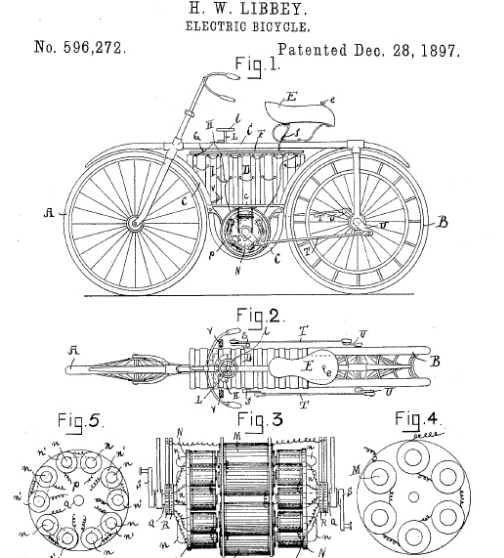 H. W. LIBBEY.
ELECTRIC BICYCLE.
No. 596,272. Patented Dec. 28, 1897.
Fig. 1.
E e
l
H L C F S
G
D
A C B
P N C T U
Fig. 2.
A V l T U
E e B
L H S T U
V
Fig. 5. Fig. 3 Fig. 4.
n n' N M
n' n M
P
Q
S S
Q R R Q
n n' N